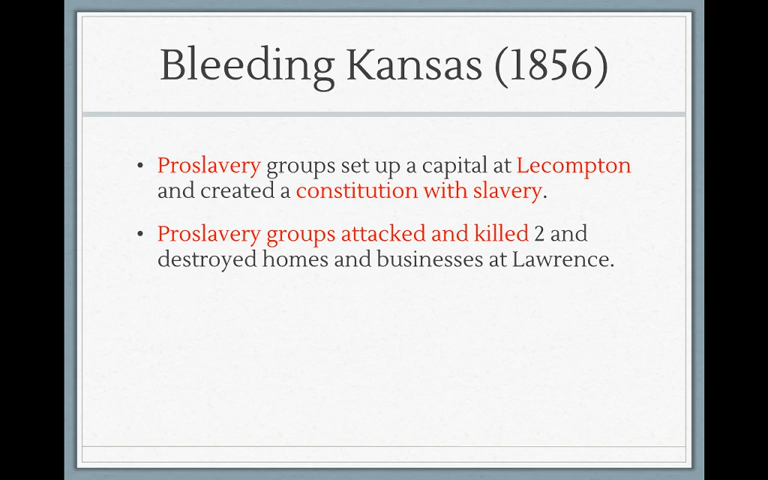 Bleeding Kansas (1856)
• Proslavery groups set up a capital at Lecompton
and created a constitution with slavery.
• Proslavery groups attacked and killed 2 and
destroyed homes and businesses at Lawrence.